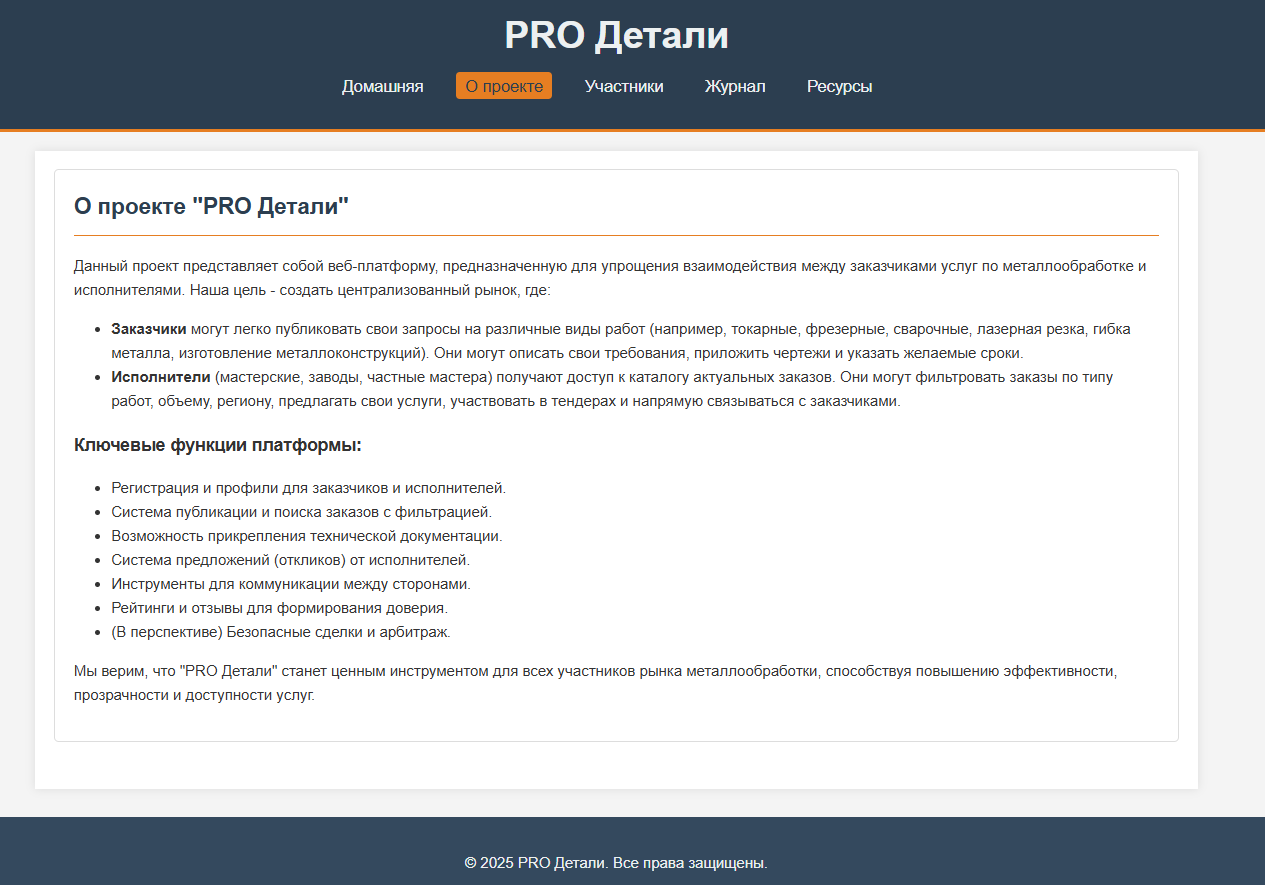 PRO Детали
Домашняя О проекте Участники Журнал Ресурсы
О проекте "PRO Детали"
Данный проект представляет собой веб-платформу, предназначенную для упрощения взаимодействия между заказчиками услуг по металлообработке и
исполнителями. Наша цель - создать централизованный рынок, где:
• Заказчики могут легко публиковать свои запросы на различные виды работ (например, токарные, фрезерные, сварочные, лазерная резка, гибка
металла, изготовление металлоконструкций). Они могут описать свои требования, приложить чертежи и указать желаемые сроки.
• Исполнители (мастерские, заводы, частные мастера) получают доступ к каталогу актуальных заказов. Они могут фильтровать заказы по типу
работ, объему, региону, предлагать свои услуги, участвовать в тендерах и напрямую связываться с заказчиками.
Ключевые функции платформы:
• Регистрация и профили для заказчиков и исполнителей.
• Система публикации и поиска заказов с фильтрацией.
• Возможность прикрепления технической документации.
• Система предложений (откликов) от исполнителей.
• Инструменты для коммуникации между сторонами.
• Рейтинги и отзывы для формирования доверия.
• (В перспективе) Безопасные сделки и арбитраж.
Мы верим, что "PRO Детали" станет ценным инструментом для всех участников рынка металлообработки, способствуя повышению эффективности,
прозрачности и доступности услуг.
© 2025 PRO Детали. Все права защищены.